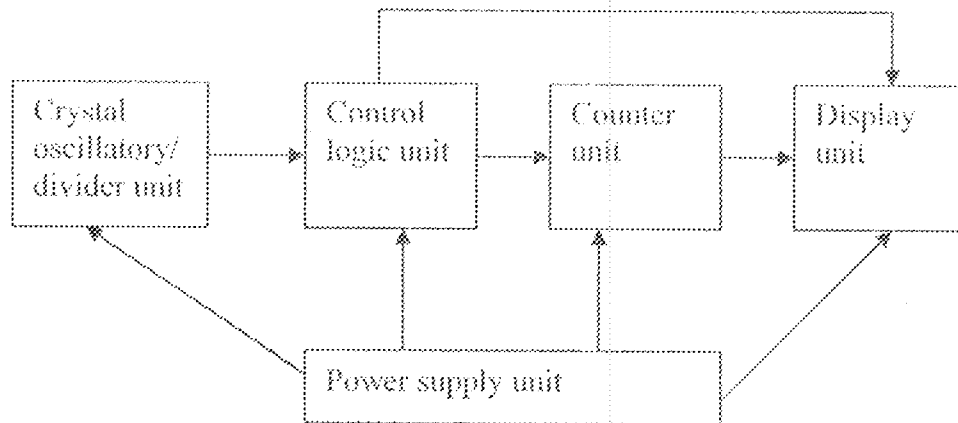 Crystal
oscillatory/
divider unit
Control
logic unit
Counter
unit
Display
unit
Power supply unit